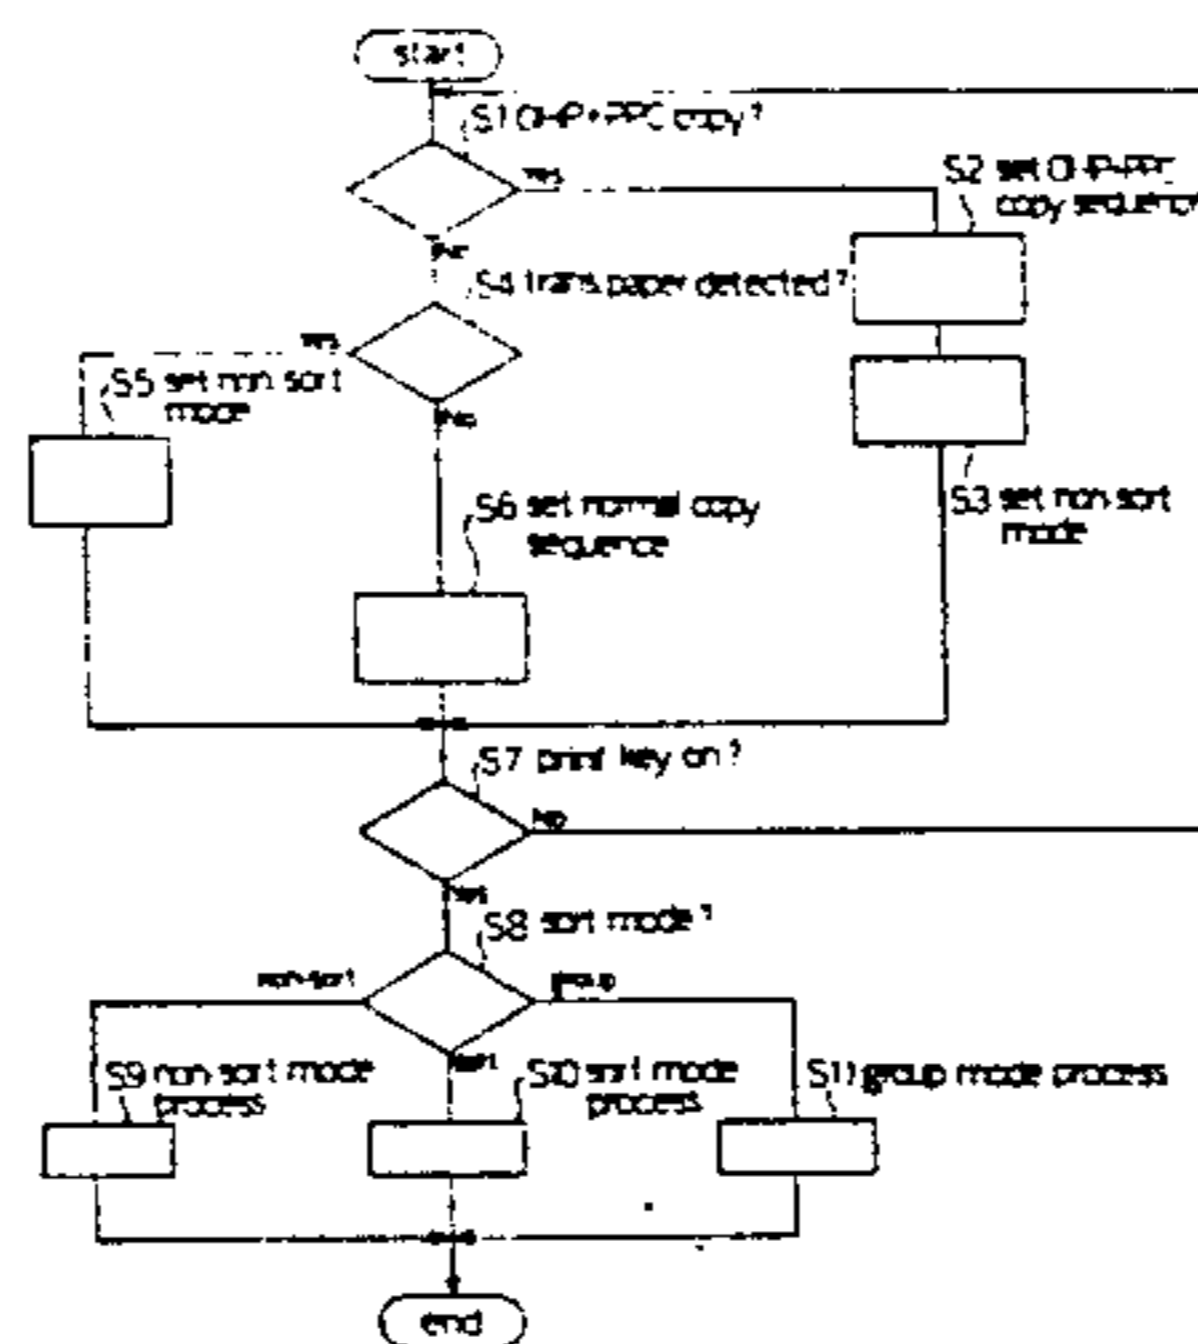 start
S1 OHP+PPC copy?
Yes
S2 set OHP+PPC
copy sequence
No
S4 trans.paper detected?
Yes
S5 set non sort
mode
No
S3 set non-sort
mode
S6 set normal copy
sequence
S7 print key on?
No
Yes
S8 sort mode?
non-sort
group
sort
S9 non-sort mode
process
S10 sort mode
process
S11 group mode process
end